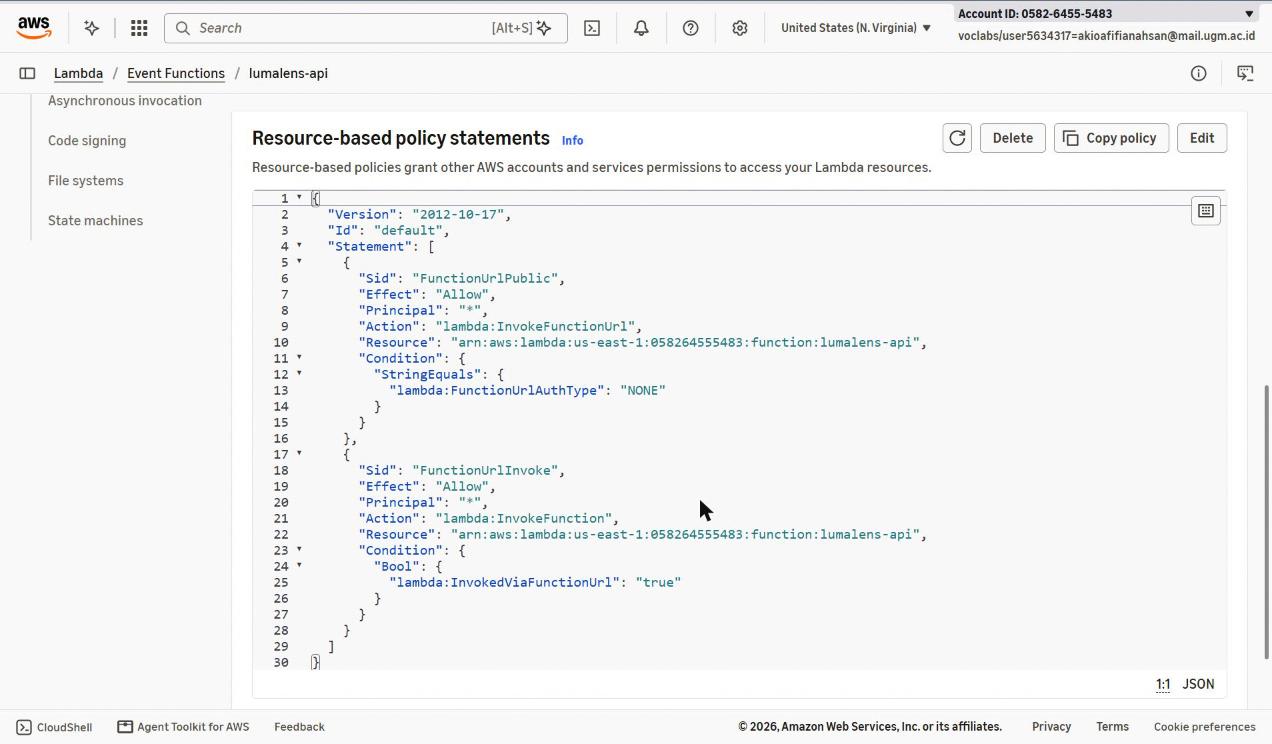 aws
Search
[Alt+S]
United States (N. Virginia)
Account ID: 0582-6455-5483
voclabs/user5634317=akioafifianahsan@mail.ugm.ac.id
Lambda / Event Functions / lumalens-api
Asynchronous invocation
Code signing
File systems
State machines
Resource-based policy statements Info
Delete
Copy policy
Edit
Resource-based policies grant other AWS accounts and services permissions to access your Lambda resources.
1 {
2 "Version": "2012-10-17",
3 "Id": "default",
4 "Statement": [
5 {
6 "Sid": "FunctionUrlPublic",
7 "Effect": "Allow",
8 "Principal": "*",
9 "Action": "lambda:InvokeFunctionUrl",
10 "Resource": "arn:aws:lambda:us-east-1:058264555483:function:lumalens-api",
11 "Condition": {
12 "StringEquals": {
13 "lambda:FunctionUrlAuthType": "NONE"
14 }
15 }
16 },
17 {
18 "Sid": "FunctionUrlInvoke",
19 "Effect": "Allow",
20 "Principal": "*",
21 "Action": "lambda:InvokeFunction",
22 "Resource": "arn:aws:lambda:us-east-1:058264555483:function:lumalens-api",
23 "Condition": {
24 "Bool": {
25 "lambda:InvokedViaFunctionUrl": "true"
26 }
27 }
28 }
29 ]
30 }
1:1 JSON
CloudShell
Agent Toolkit for AWS
Feedback
© 2026, Amazon Web Services, Inc. or its affiliates.
Privacy
Terms
Cookie preferences